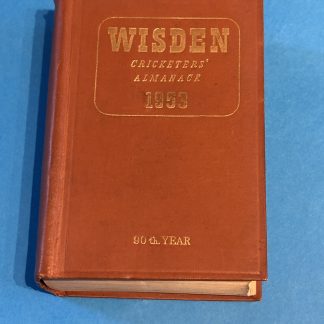 WISDEN
CRICKETERS'
ALMANACK
1953
90th. YEAR